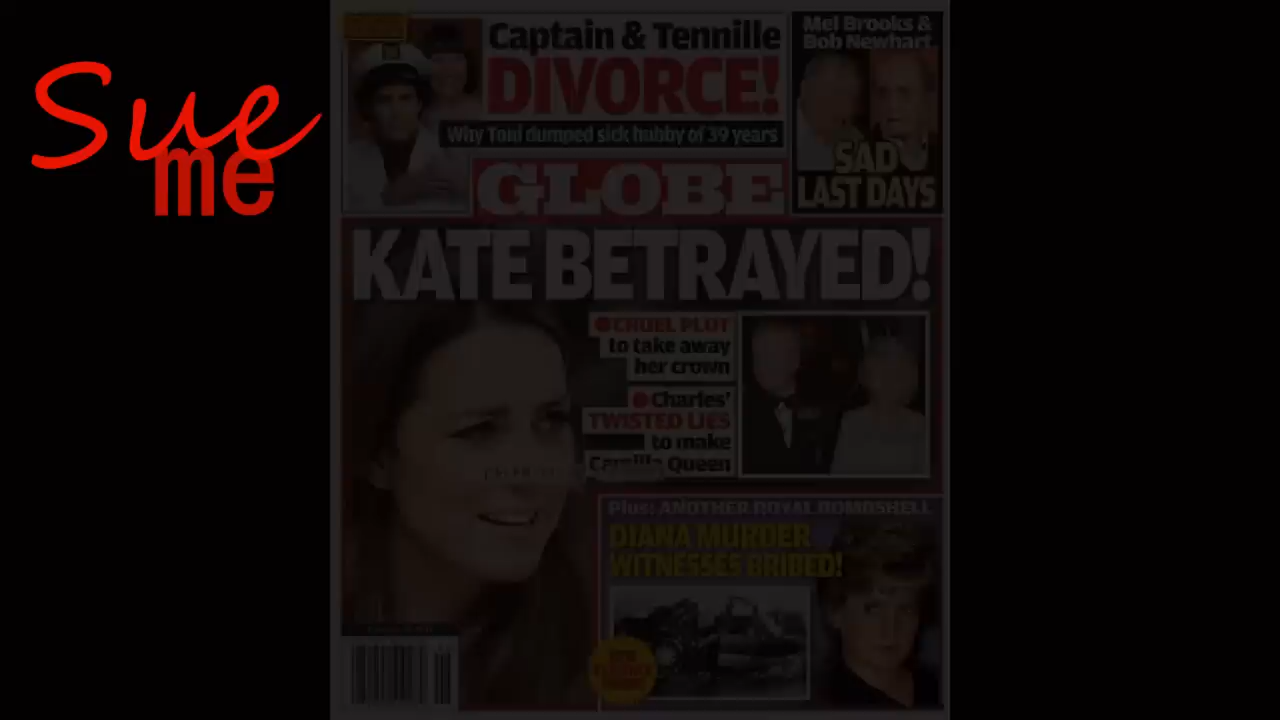 Sue
me
Captain & Tennille
DIVORCE!
Why Toni dumped sick hubby of 39 years
Mel Brooks &
Bob Newhart
SAD
LAST DAYS
GLOBE
KATE BETRAYED!
CRUEL PLOT
to take away
her crown
Charles'
TWISTED LIES
to make
Camilla Queen
Plus: ANOTHER ROYAL BOMBSHELL
DIANA MURDER
WITNESSES BRIBED!